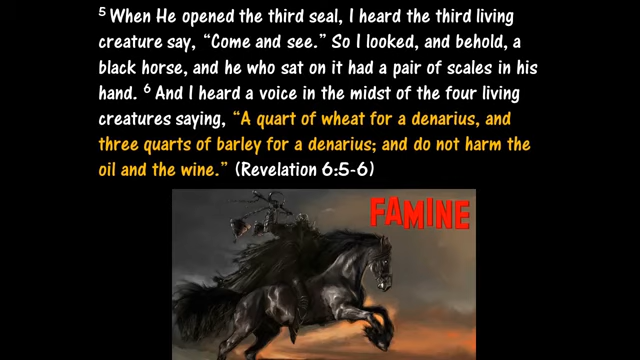 5 When He opened the third seal, I heard the third living
creature say, “Come and see.” So I looked, and behold, a
black horse, and he who sat on it had a pair of scales in his
hand. 6 And I heard a voice in the midst of the four living
creatures saying, “A quart of wheat for a denarius, and
three quarts of barley for a denarius; and do not harm the
oil and the wine.” (Revelation 6:5-6)
FAMINE